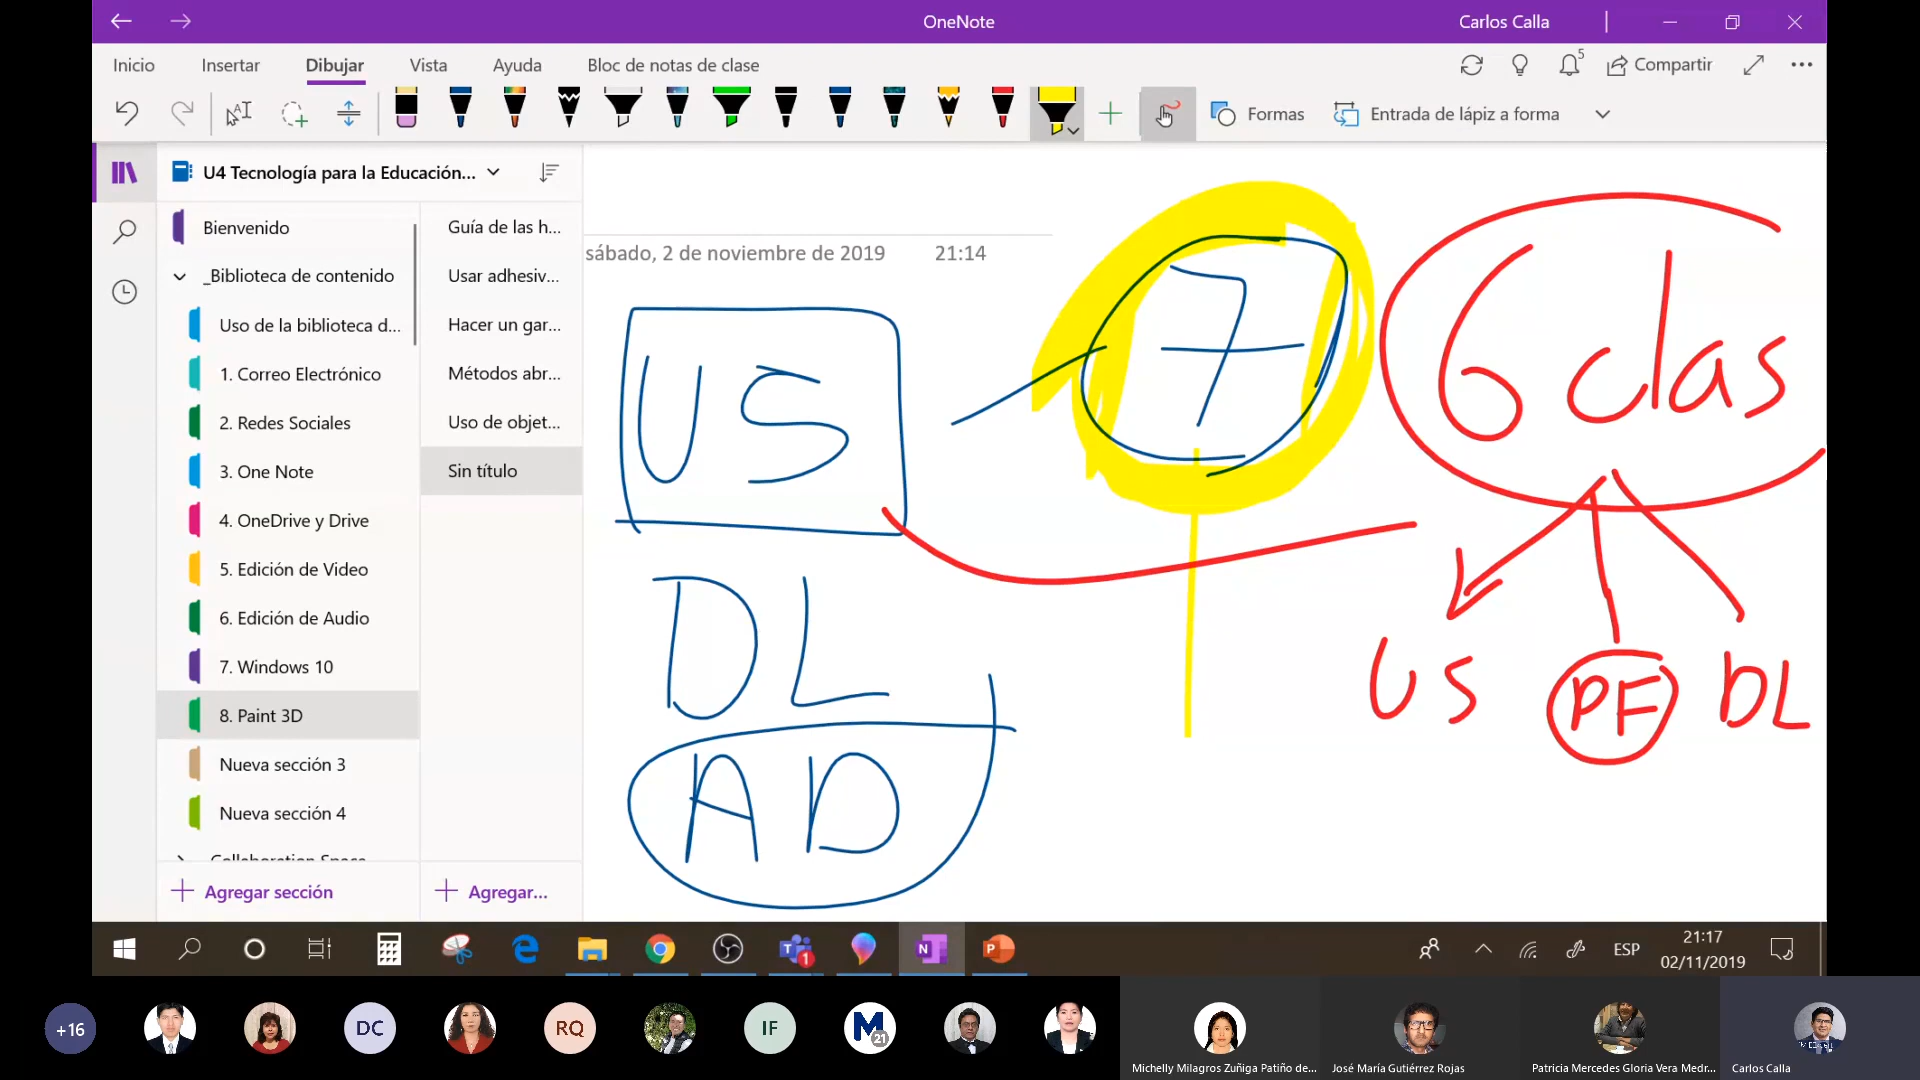 OneNote
Carlos Calla
Inicio
Insertar
Dibujar
Vista
Ayuda
Bloc de notas de clase
5
Compartir
Formas
Entrada de lápiz a forma
U4 Tecnología para la Educación...
Bienvenido
_Biblioteca de contenido
Uso de la biblioteca d...
1. Correo Electrónico
2. Redes Sociales
3. One Note
4. OneDrive y Drive
5. Edición de Video
6. Edición de Audio
7. Windows 10
8. Paint 3D
Nueva sección 3
Nueva sección 4
Collaboration Space
Agregar sección
Guía de las h...
Usar adhesiv...
Hacer un gar...
Métodos abr...
Uso de objet...
Sin título
Agregar...
sábado, 2 de noviembre de 2019 21:14
US
7
6 clas
DL
AD
US
PF
DL
1
N
P
ESP
21:17
02/11/2019
+16
DC
RQ
IF
M
21
Michelly Milagros Zuñiga Patiño de...
José María Gutiérrez Rojas
Patricia Mercedes Gloria Vera Medr...
Carlos Calla